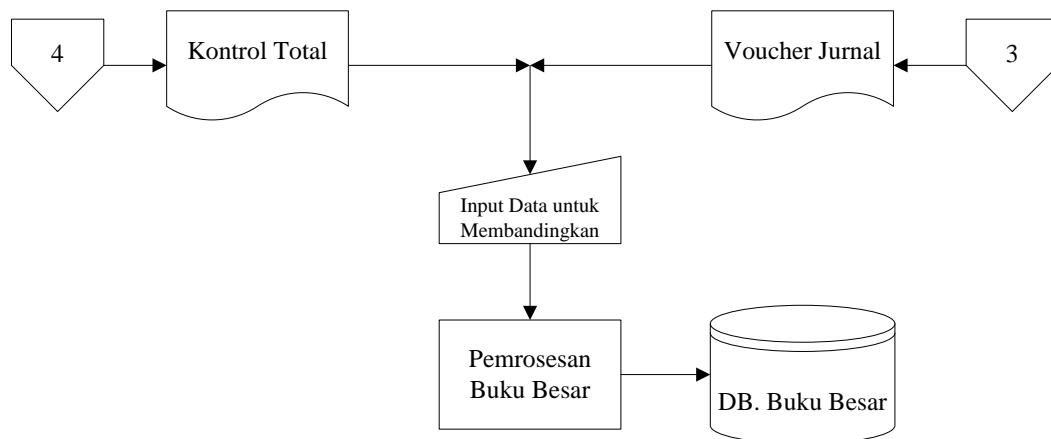 4
Kontrol Total
Voucher Jurnal
3
Input Data untuk
Membandingkan
Pemrosesan
Buku Besar
DB. Buku Besar